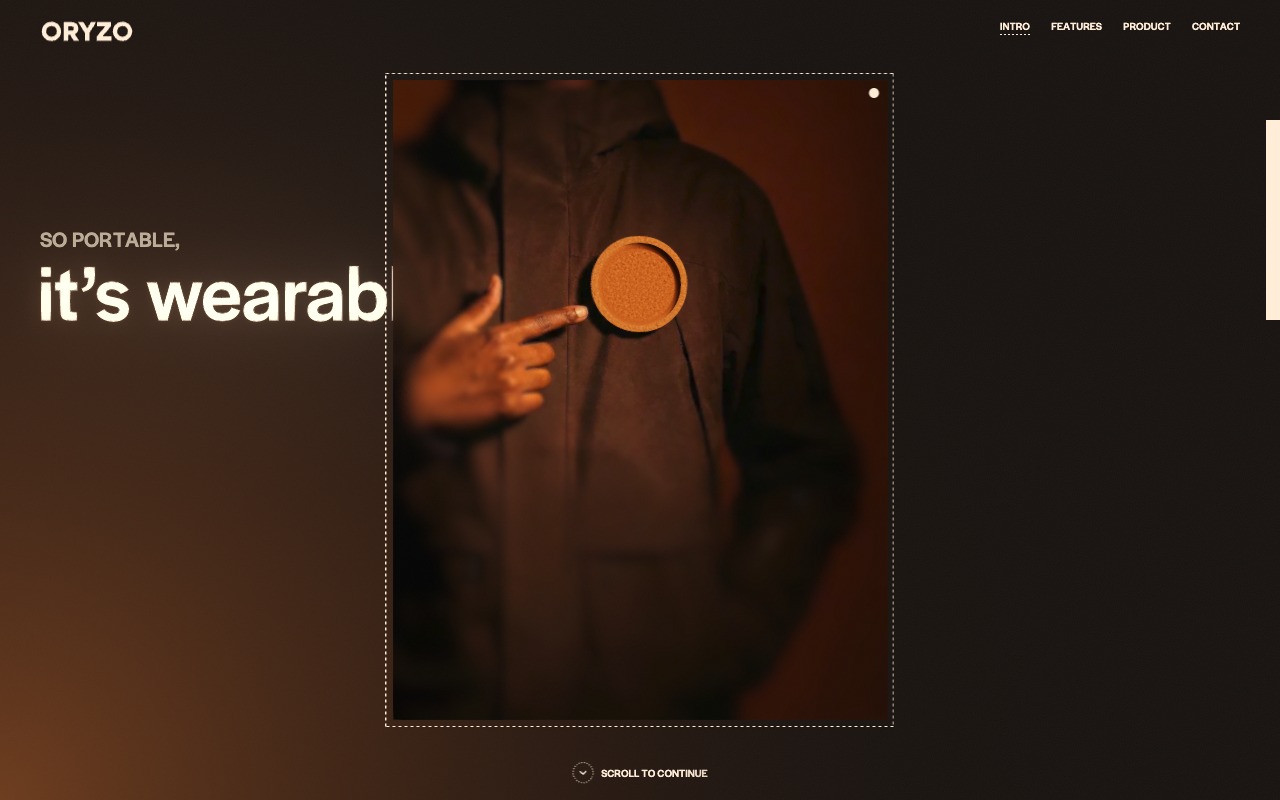 ORYZO
INTRO FEATURES PRODUCT CONTACT
SO PORTABLE,
it’s wearab
SCROLL TO CONTINUE